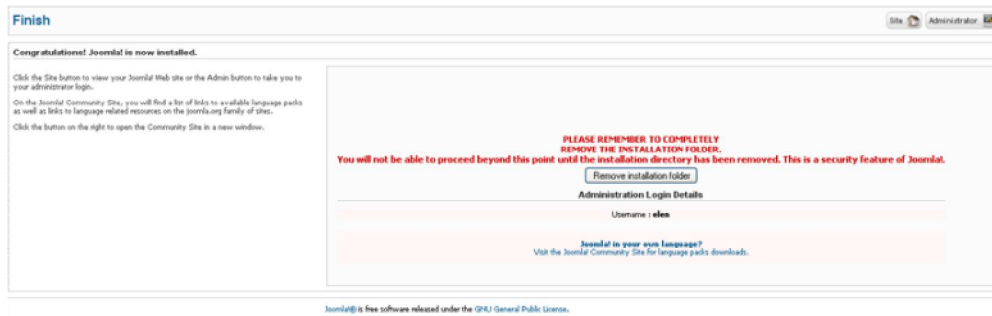 Finish
Site
Administrator
Congratulations! Joomla! is now installed.
Click the Site button to view your Joomla! Web site or the Admin button to take you to
your administrator login.
On the Joomla! Community Site, you will find a list of links to available language packs
as well as links to language related resources on the joomla.org family of sites.
Click the button on the right to open the Community Site in a new window.
PLEASE REMEMBER TO COMPLETELY
REMOVE THE INSTALLATION FOLDER.
You will not be able to proceed beyond this point until the installation directory has been removed. This is a security feature of Joomla!.
Remove installation folder
Administration Login Details
Username : elen
Joomla! in your own language?
Visit the Joomla! Community Site for language packs downloads.
Joomla!® is free software released under the GNU General Public License.